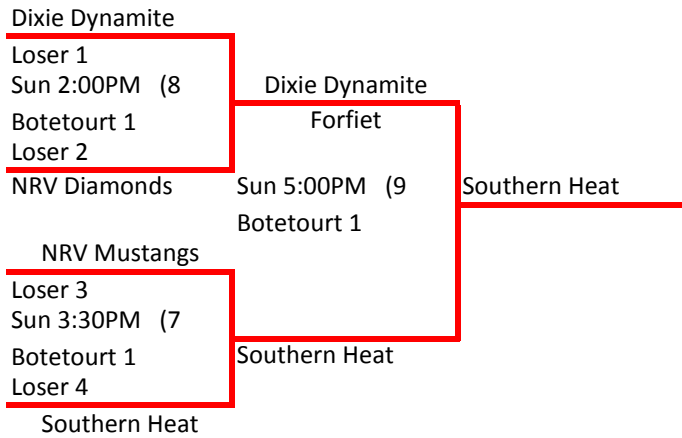 Dixie Dynamite
Loser 1
Sun 2:00PM (8
Dixie Dynamite
Botetourt 1
Forfiet
Loser 2
NRV Diamonds
Sun 5:00PM (9
Southern Heat
Botetourt 1
NRV Mustangs
Loser 3
Sun 3:30PM (7
Botetourt 1
Southern Heat
Loser 4
Southern Heat